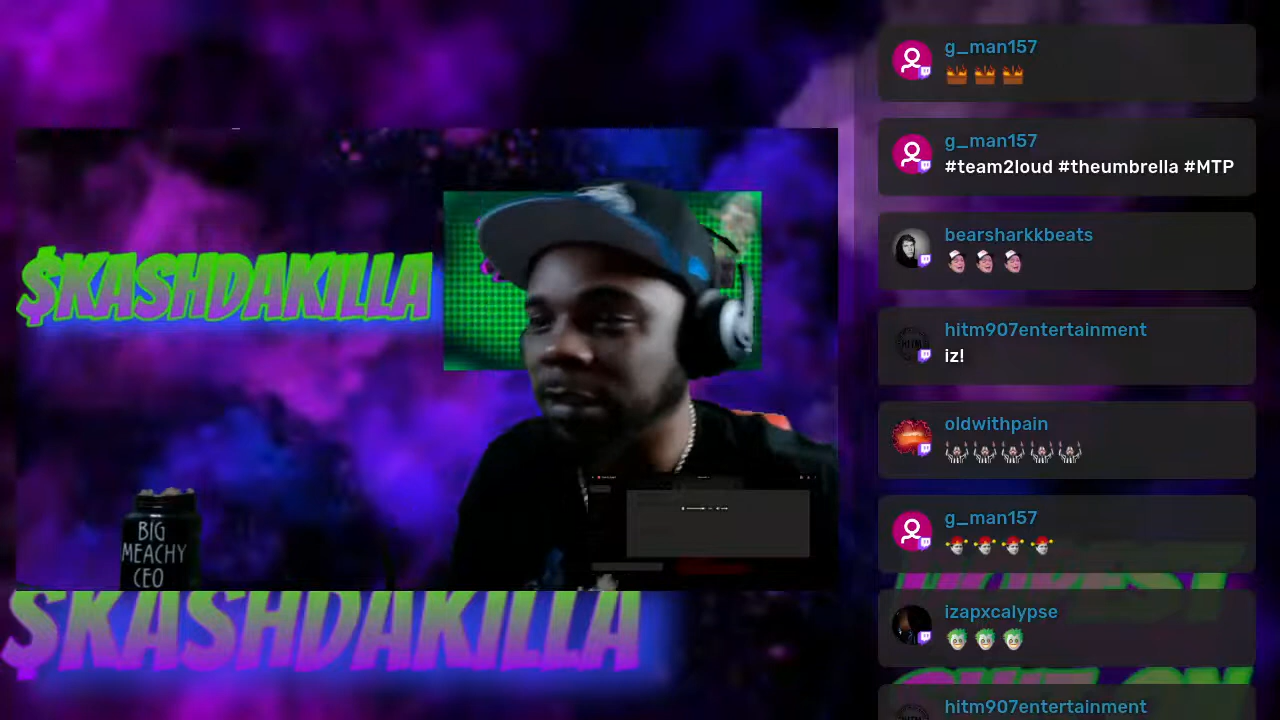 g_man157
g_man157
#team2loud #theumbrella #MTP
bearsharkkbeats
hitm907entertainment
iz!
oldwithpain
g_man157
izapxcalypse
hitm907entertainment
$KASHDAKILLA
BIG
MEACHY
CEO
$KASHDAKILLA